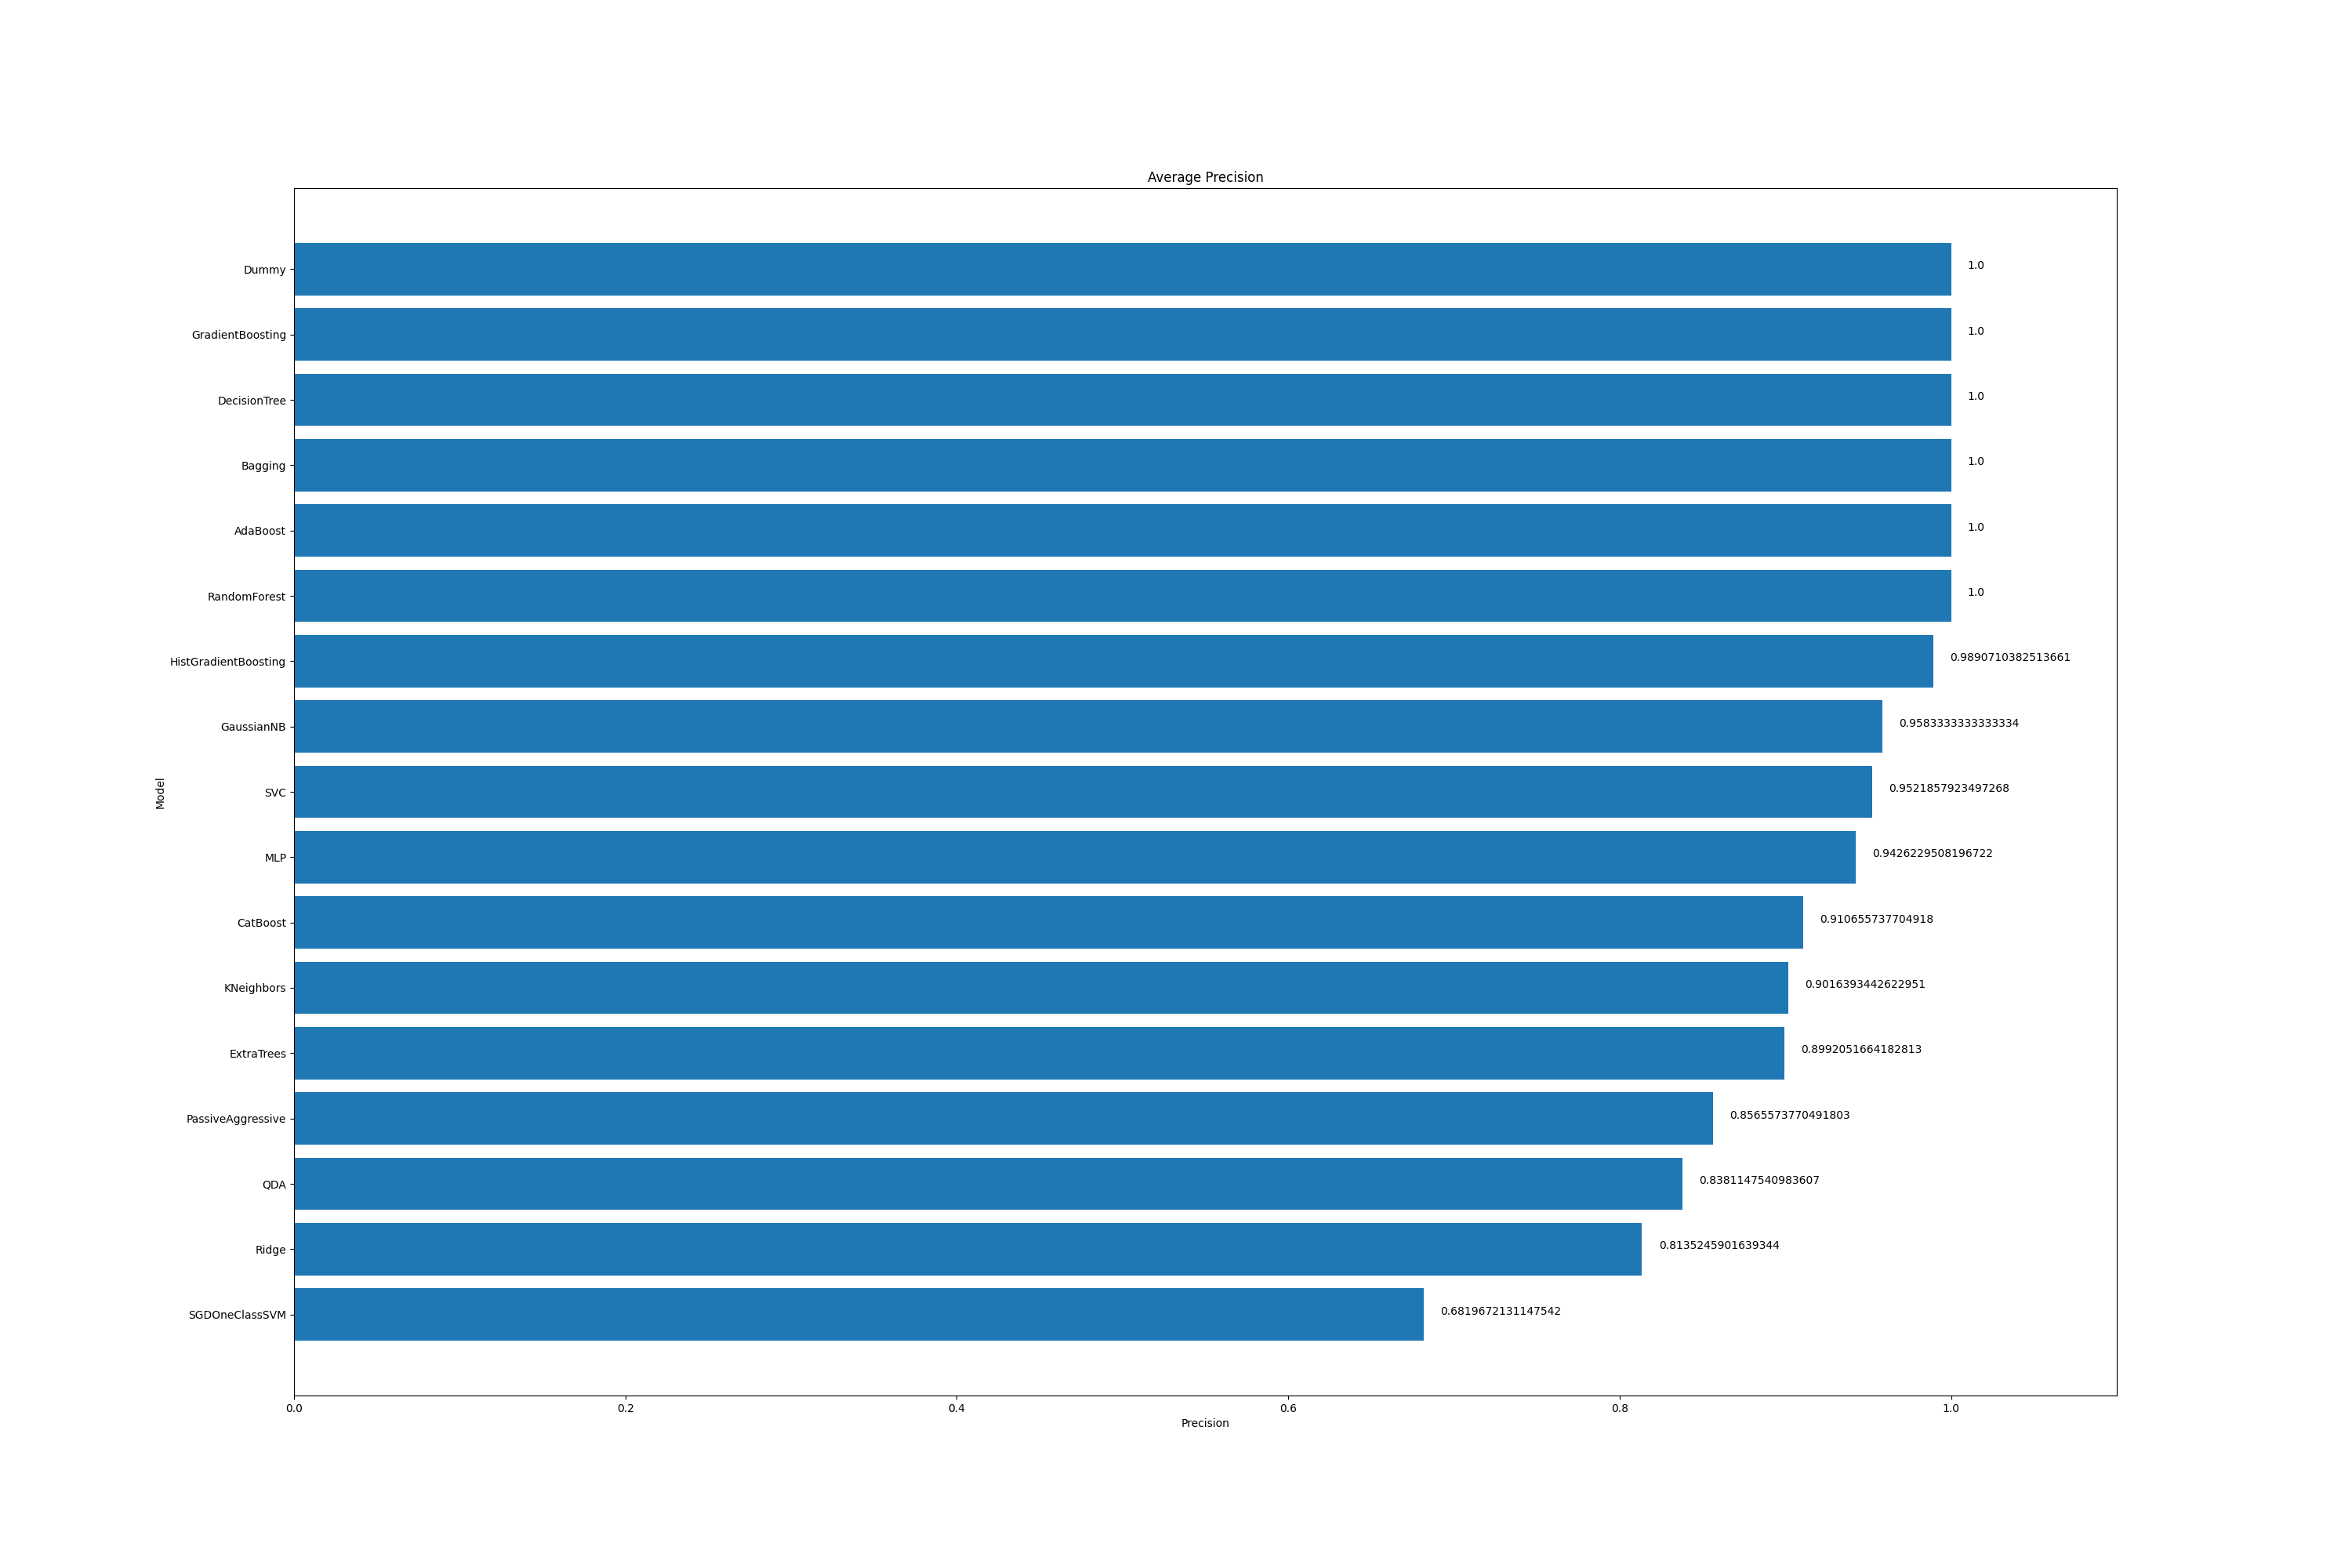 Average Precision
Dummy 1.0
GradientBoosting 1.0
DecisionTree 1.0
Bagging 1.0
AdaBoost 1.0
RandomForest 1.0
HistGradientBoosting 0.9890710382513661
GaussianNB 0.9583333333333334
SVC 0.9521857923497268
Model
MLP 0.9426229508196722
CatBoost 0.910655737704918
KNeighbors 0.9016393442622951
ExtraTrees 0.8992051664182813
PassiveAggressive 0.8565573770491803
QDA 0.8381147540983607
Ridge 0.8135245901639344
SGDOneClassSVM 0.6819672131147542
0.0 0.2 0.4 0.6 0.8 1.0
Precision